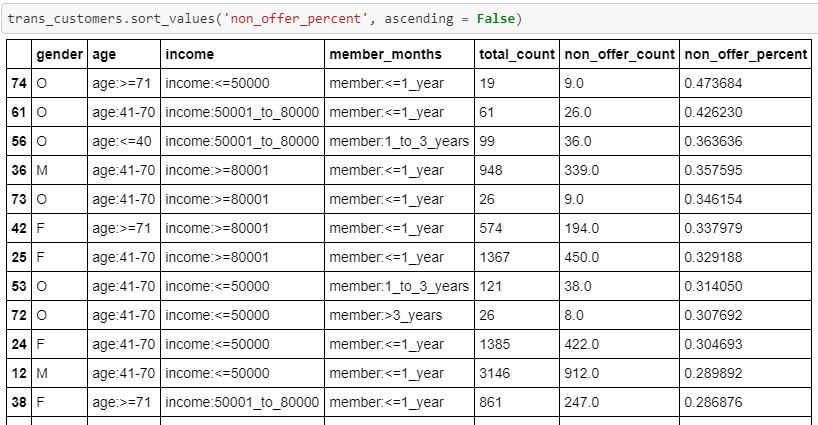 trans_customers.sort_values('non_offer_percent', ascending = False)
gender age income member_months total_count non_offer_count non_offer_percent
74 O age:>=71 income:<=50000 member:<=1_year 19 9.0 0.473684
61 O age:41-70 income:50001_to_80000 member:<=1_year 61 26.0 0.426230
56 O age:<=40 income:50001_to_80000 member:1_to_3_years 99 36.0 0.363636
36 M age:41-70 income:>=80001 member:<=1_year 948 339.0 0.357595
73 O age:41-70 income:>=80001 member:<=1_year 26 9.0 0.346154
42 F age:>=71 income:>=80001 member:<=1_year 574 194.0 0.337979
25 F age:41-70 income:>=80001 member:<=1_year 1367 450.0 0.329188
53 O age:41-70 income:<=50000 member:1_to_3_years 121 38.0 0.314050
72 O age:41-70 income:<=50000 member:>3_years 26 8.0 0.307692
24 F age:41-70 income:<=50000 member:<=1_year 1385 422.0 0.304693
12 M age:41-70 income:<=50000 member:<=1_year 3146 912.0 0.289892
38 F age:>=71 income:50001_to_80000 member:<=1_year 861 247.0 0.286876